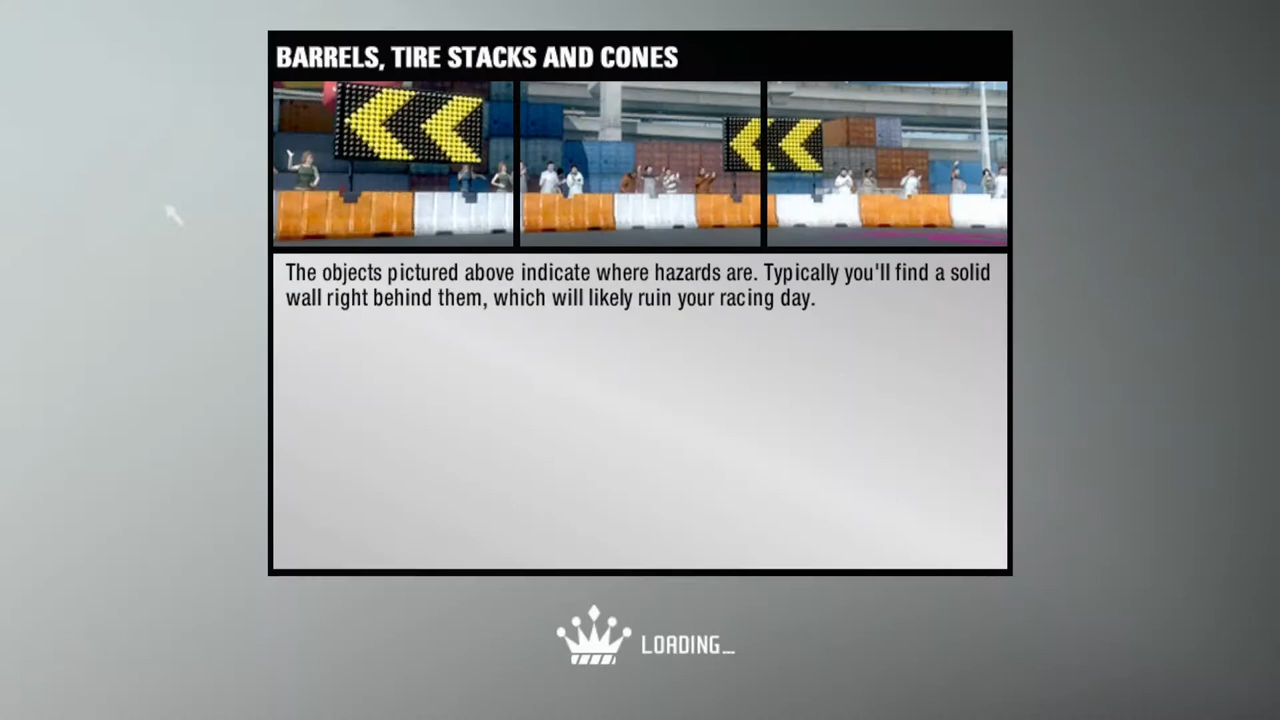 BARRELS, TIRE STACKS AND CONES
The objects pictured above indicate where hazards are. Typically you'll find a solid
wall right behind them, which will likely ruin your racing day.
LOADING_